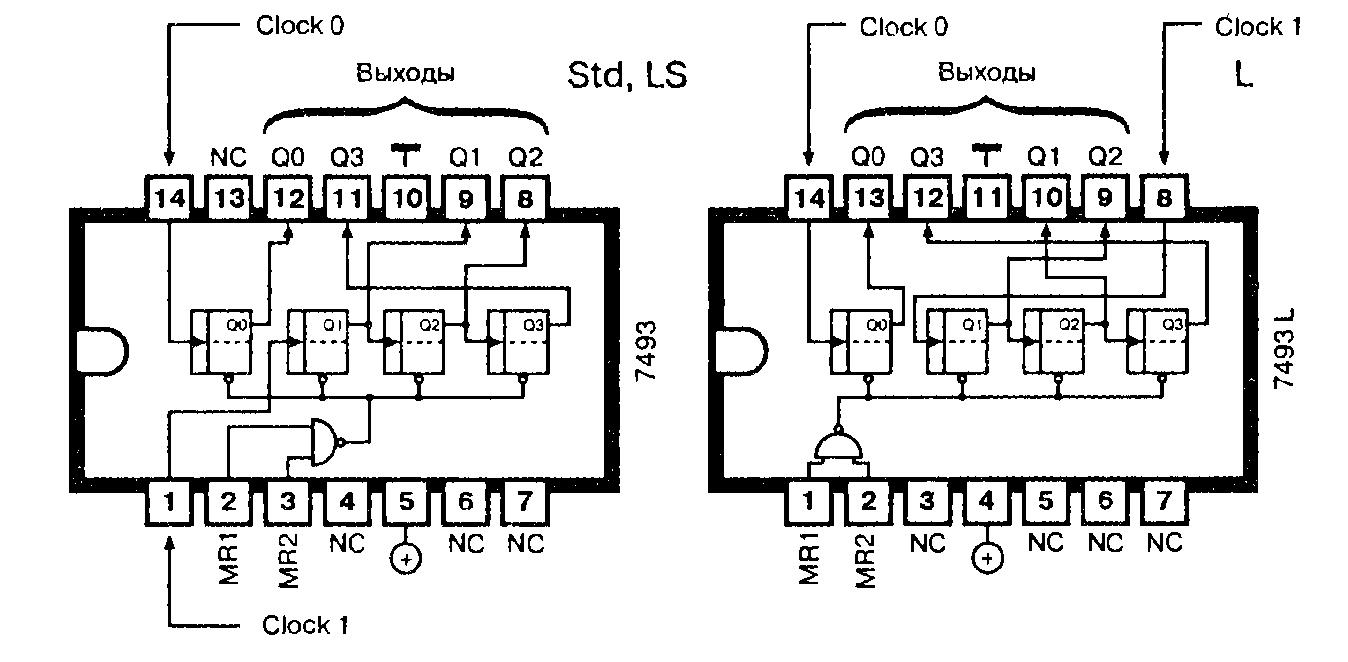 Clock 0
Выходы
Std, LS
NC Q0 Q3 Q1 Q2
14 13 12 11 10 9 8
Q0 Q1 Q2 Q3
7493
1 2 3 4 5 6 7
MR1 MR2 NC + NC NC
Clock 1
Clock 0
Clock 1
Выходы
L
Q0 Q3 Q1 Q2
14 13 12 11 10 9 8
Q0 Q1 Q2 Q3
7493 L
1 2 3 4 5 6 7
MR1 MR2 NC + NC NC NC